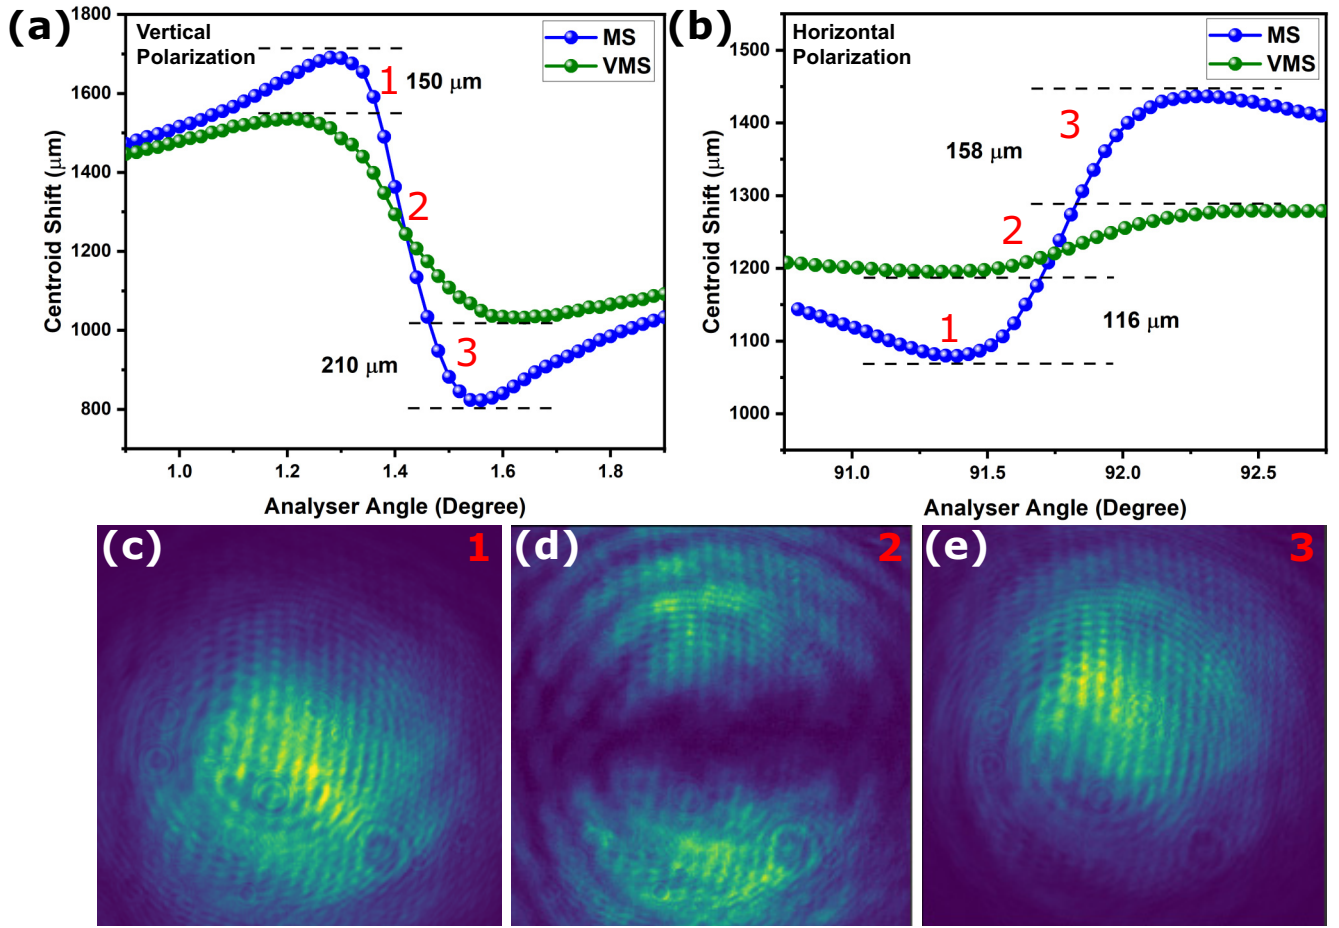 (a)
Vertical
Polarization
MS
VMS
1
150 μm
2
3
210 μm
1800
1600
1400
1200
1000
800
Centroid Shift (μm)
1.0 1.2 1.4 1.6 1.8
Analyser Angle (Degree)
(b)
Horizontal
Polarization
MS
VMS
3
158 μm
2
1
116 μm
1500
1400
1300
1200
1100
1000
Centroid Shift (μm)
91.0 91.5 92.0 92.5
Analyser Angle (Degree)
(c) 1
(d) 2
(e) 3